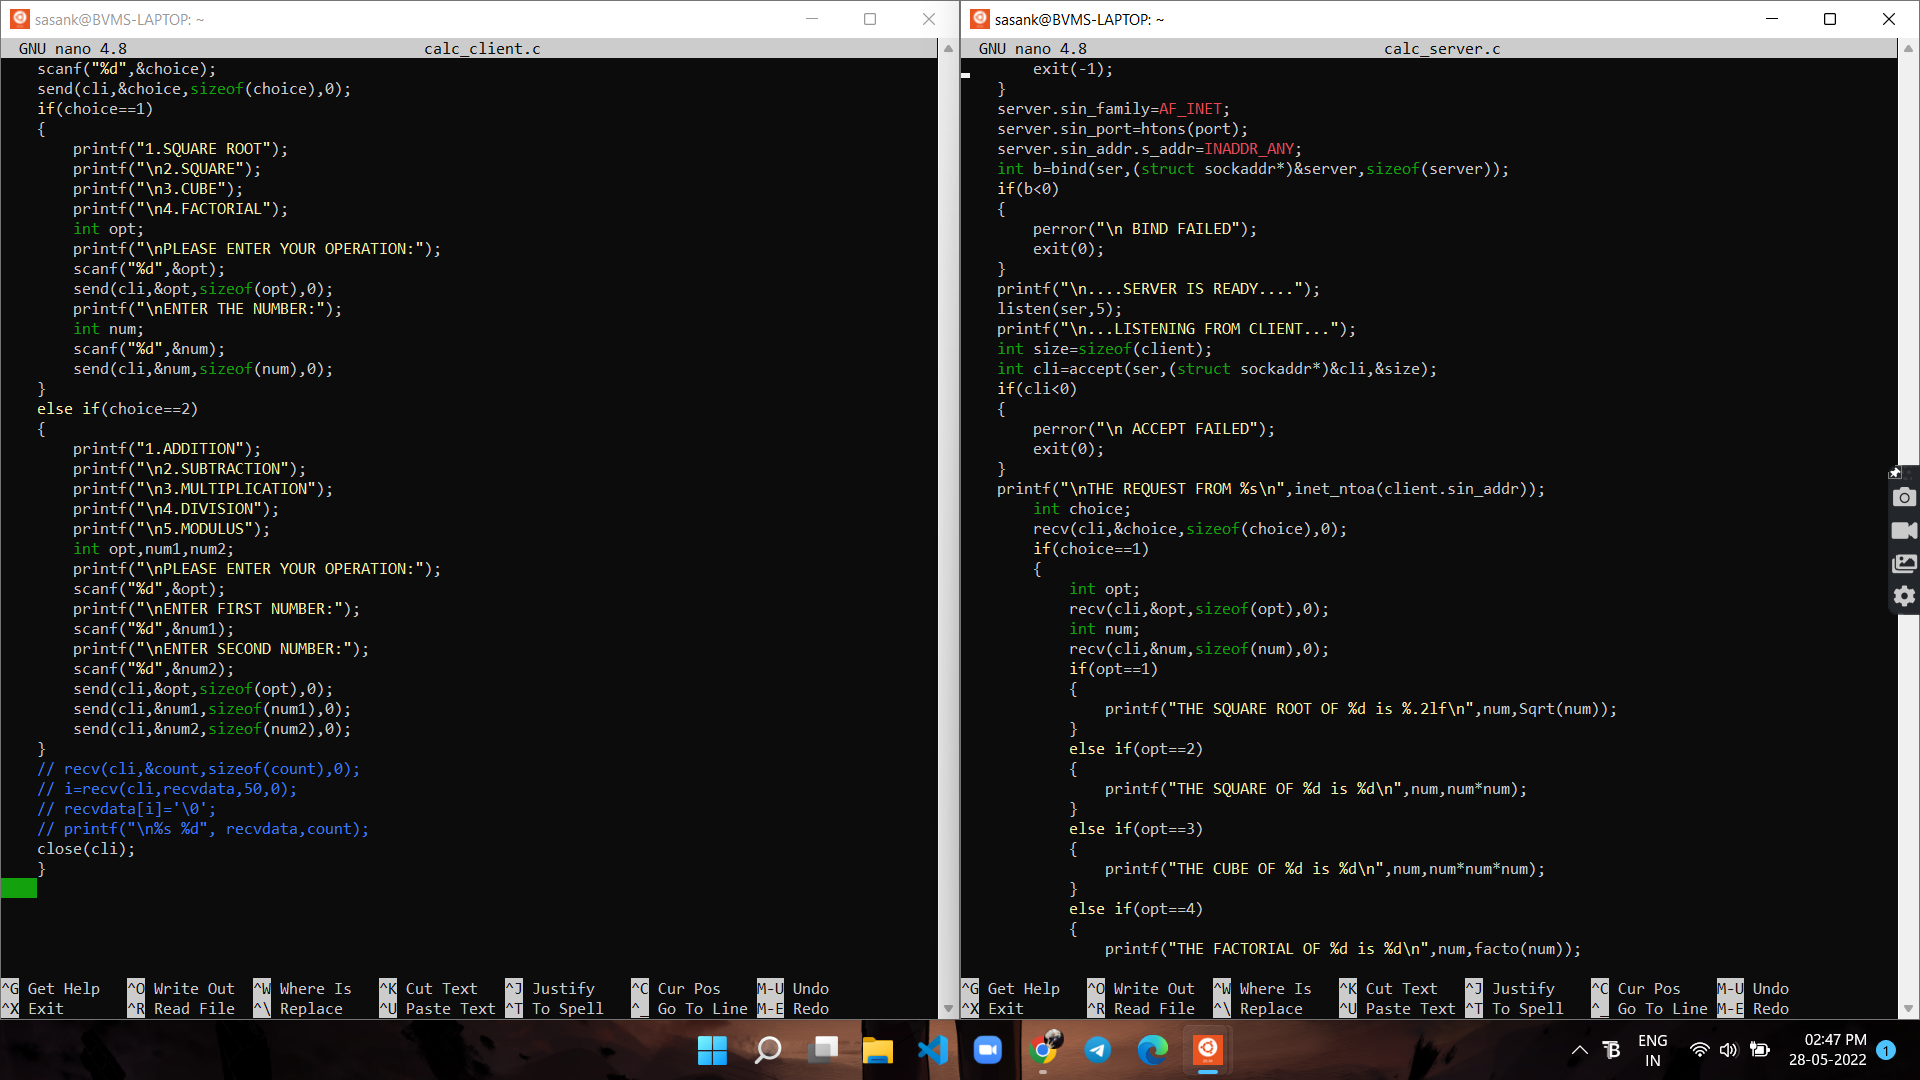 sasank@BVMS-LAPTOP: ~
GNU nano 4.8 calc_client.c
scanf("%d",&choice);
send(cli,&choice,sizeof(choice),0);
if(choice==1)
{
printf("1.SQUARE ROOT");
printf("\n2.SQUARE");
printf("\n3.CUBE");
printf("\n4.FACTORIAL");
int opt;
printf("\nPLEASE ENTER YOUR OPERATION:");
scanf("%d",&opt);
send(cli,&opt,sizeof(opt),0);
printf("\nENTER THE NUMBER:");
int num;
scanf("%d",&num);
send(cli,&num,sizeof(num),0);
}
else if(choice==2)
{
printf("1.ADDITION");
printf("\n2.SUBTRACTION");
printf("\n3.MULTIPLICATION");
printf("\n4.DIVISION");
printf("\n5.MODULUS");
int opt,num1,num2;
printf("\nPLEASE ENTER YOUR OPERATION:");
scanf("%d",&opt);
printf("\nENTER FIRST NUMBER:");
scanf("%d",&num1);
printf("\nENTER SECOND NUMBER:");
scanf("%d",&num2);
send(cli,&opt,sizeof(opt),0);
send(cli,&num1,sizeof(num1),0);
send(cli,&num2,sizeof(num2),0);
}
// recv(cli,&count,sizeof(count),0);
// i=recv(cli,recvdata,50,0);
// recvdata[i]='\0';
// printf("\n%s %d", recvdata,count);
close(cli);
}
^G Get Help ^O Write Out ^W Where Is ^K Cut Text ^J Justify ^C Cur Pos M-U Undo
^X Exit ^R Read File ^\ Replace ^U Paste Text ^T To Spell ^_ Go To Line M-E Redo
sasank@BVMS-LAPTOP: ~
GNU nano 4.8 calc_server.c
exit(-1);
}
server.sin_family=AF_INET;
server.sin_port=htons(port);
server.sin_addr.s_addr=INADDR_ANY;
int b=bind(ser,(struct sockaddr*)&server,sizeof(server));
if(b<0)
{
perror("\n BIND FAILED");
exit(0);
}
printf("\n....SERVER IS READY....");
listen(ser,5);
printf("\n...LISTENING FROM CLIENT...");
int size=sizeof(client);
int cli=accept(ser,(struct sockaddr*)&cli,&size);
if(cli<0)
{
perror("\n ACCEPT FAILED");
exit(0);
}
printf("\nTHE REQUEST FROM %s\n",inet_ntoa(client.sin_addr));
int choice;
recv(cli,&choice,sizeof(choice),0);
if(choice==1)
{
int opt;
recv(cli,&opt,sizeof(opt),0);
int num;
recv(cli,&num,sizeof(num),0);
if(opt==1)
{
printf("THE SQUARE ROOT OF %d is %.2lf\n",num,Sqrt(num));
}
else if(opt==2)
{
printf("THE SQUARE OF %d is %d\n",num,num*num);
}
else if(opt==3)
{
printf("THE CUBE OF %d is %d\n",num,num*num*num);
}
else if(opt==4)
{
printf("THE FACTORIAL OF %d is %d\n",num,facto(num));
^G Get Help ^O Write Out ^W Where Is ^K Cut Text ^J Justify ^C Cur Pos M-U Undo
^X Exit ^R Read File ^\ Replace ^U Paste Text ^T To Spell ^_ Go To Line M-E Redo
ENG
IN
02:47 PM
28-05-2022
1